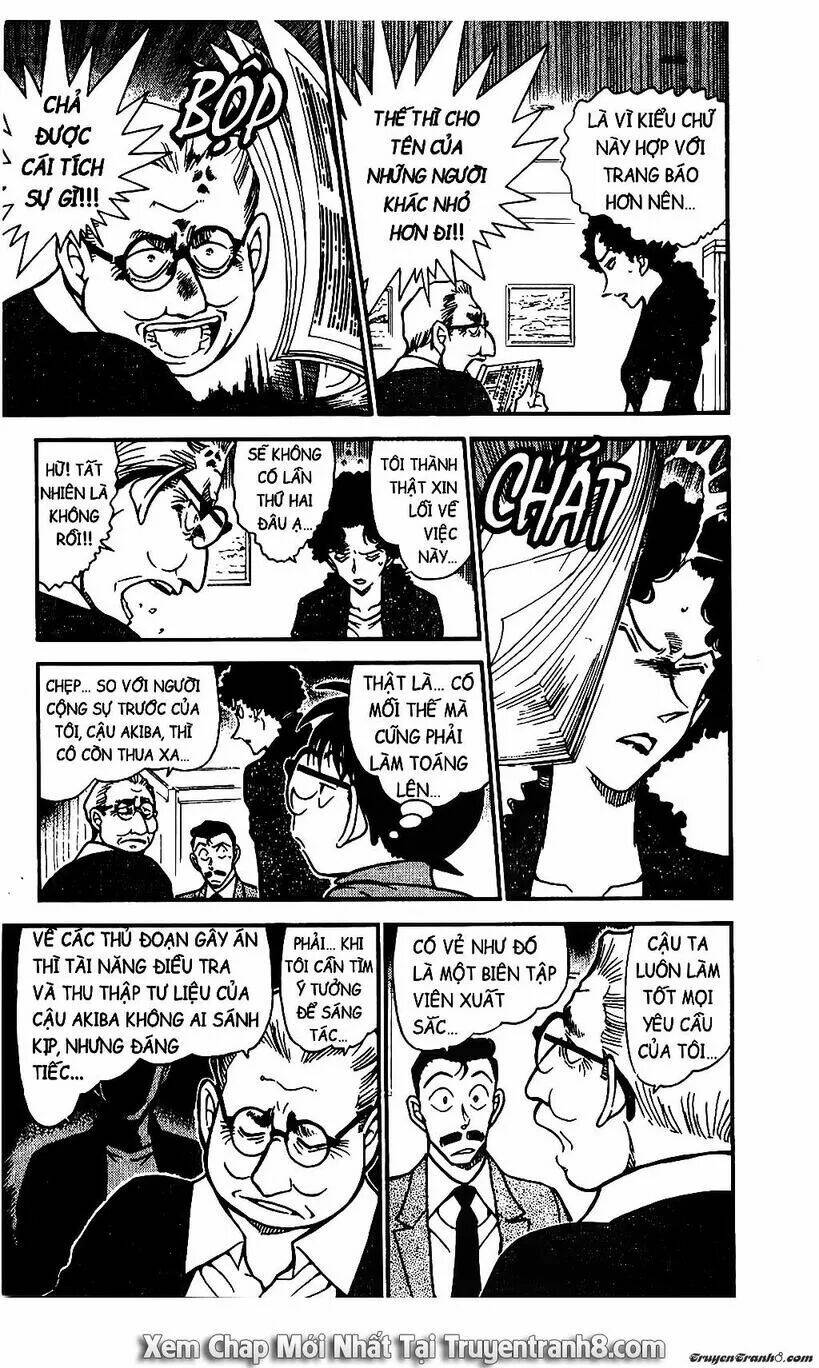 LÀ VÌ KIỂU CHỮ
NÀY HỢP VỚI
TRANG BÁO
HƠN NÊN...
THẾ THÌ CHO
TÊN CỦA
NHỮNG NGƯỜI
KHÁC NHỎ
HƠN ĐI!!
BỘP
CHẢ
ĐƯỢC
CÁI TÍCH
SỰ GÌ!!!
CHÁT
TÔI THÀNH
THẬT XIN
LỖI VỀ
VIỆC
NÀY...
SẼ KHÔNG
CÓ LẦN
THỨ HAI
ĐÂU Ạ...
HỪ! TẤT
NHIÊN LÀ
KHÔNG
RỒI!!
THẬT LÀ... CÓ
MỖI THẾ MÀ
CŨNG PHẢI
LÀM TOÁNG
LÊN...
CHẸP... SO VỚI NGƯỜI
CỘNG SỰ TRƯỚC CỦA
TÔI, CẬU AKIBA, THÌ
CÔ CÒN THUA XA...
CẬU TA
LUÔN LÀM
TỐT MỌI
YÊU CẦU
CỦA TÔI...
CÓ VẺ NHƯ ĐÓ
LÀ MỘT BIÊN TẬP
VIÊN XUẤT
SẮC...
PHẢI... KHI
TÔI CẦN TÌM
Ý TƯỞNG
ĐỂ SÁNG
TÁC...
VỀ CÁC THỦ ĐOẠN GÂY ÁN
THÌ TÀI NĂNG ĐIỀU TRA
VÀ THU THẬP TƯ LIỆU CỦA
CẬU AKIBA KHÔNG AI SÁNH
KỊP, NHƯNG ĐÁNG
TIẾC...
Xem Chap Mới Nhất Tại Truyentranh8.com
TruyenTranh8.com